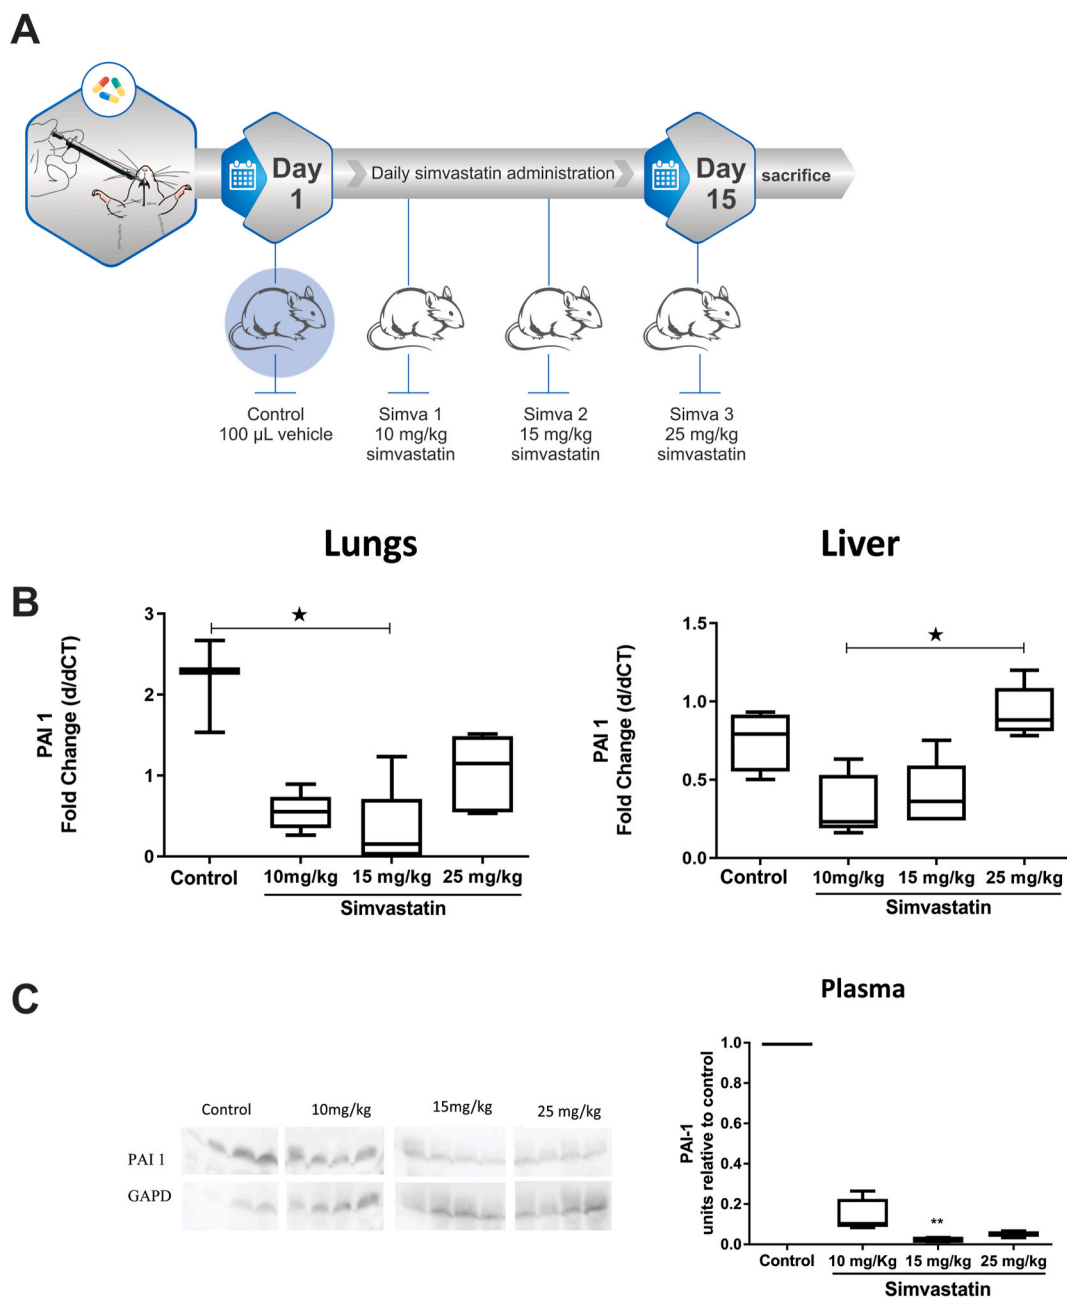 A
Day
1
Daily simvastatin administration
Day
15
sacrifice
Control
100 µL vehicle
Simva 1
10 mg/kg
simvastatin
Simva 2
15 mg/kg
simvastatin
Simva 3
25 mg/kg
simvastatin
B
Lungs
PAI 1
Fold Change (d/dCT)
3
2
1
0
★
Control
10mg/kg
15 mg/kg
25 mg/kg
Simvastatin
Liver
PAI 1
Fold Change (d/dCT)
1.5
1.0
0.5
0.0
★
Control
10mg/kg
15 mg/kg
25 mg/kg
Simvastatin
C
Control
10mg/kg
15mg/kg
25 mg/kg
PAI 1
GAPD
Plasma
PAI-1
units relative to control
1.0
0.8
0.6
0.4
0.2
0.0
**
Control
10 mg/Kg
15 mg/kg
25 mg/kg
Simvastatin